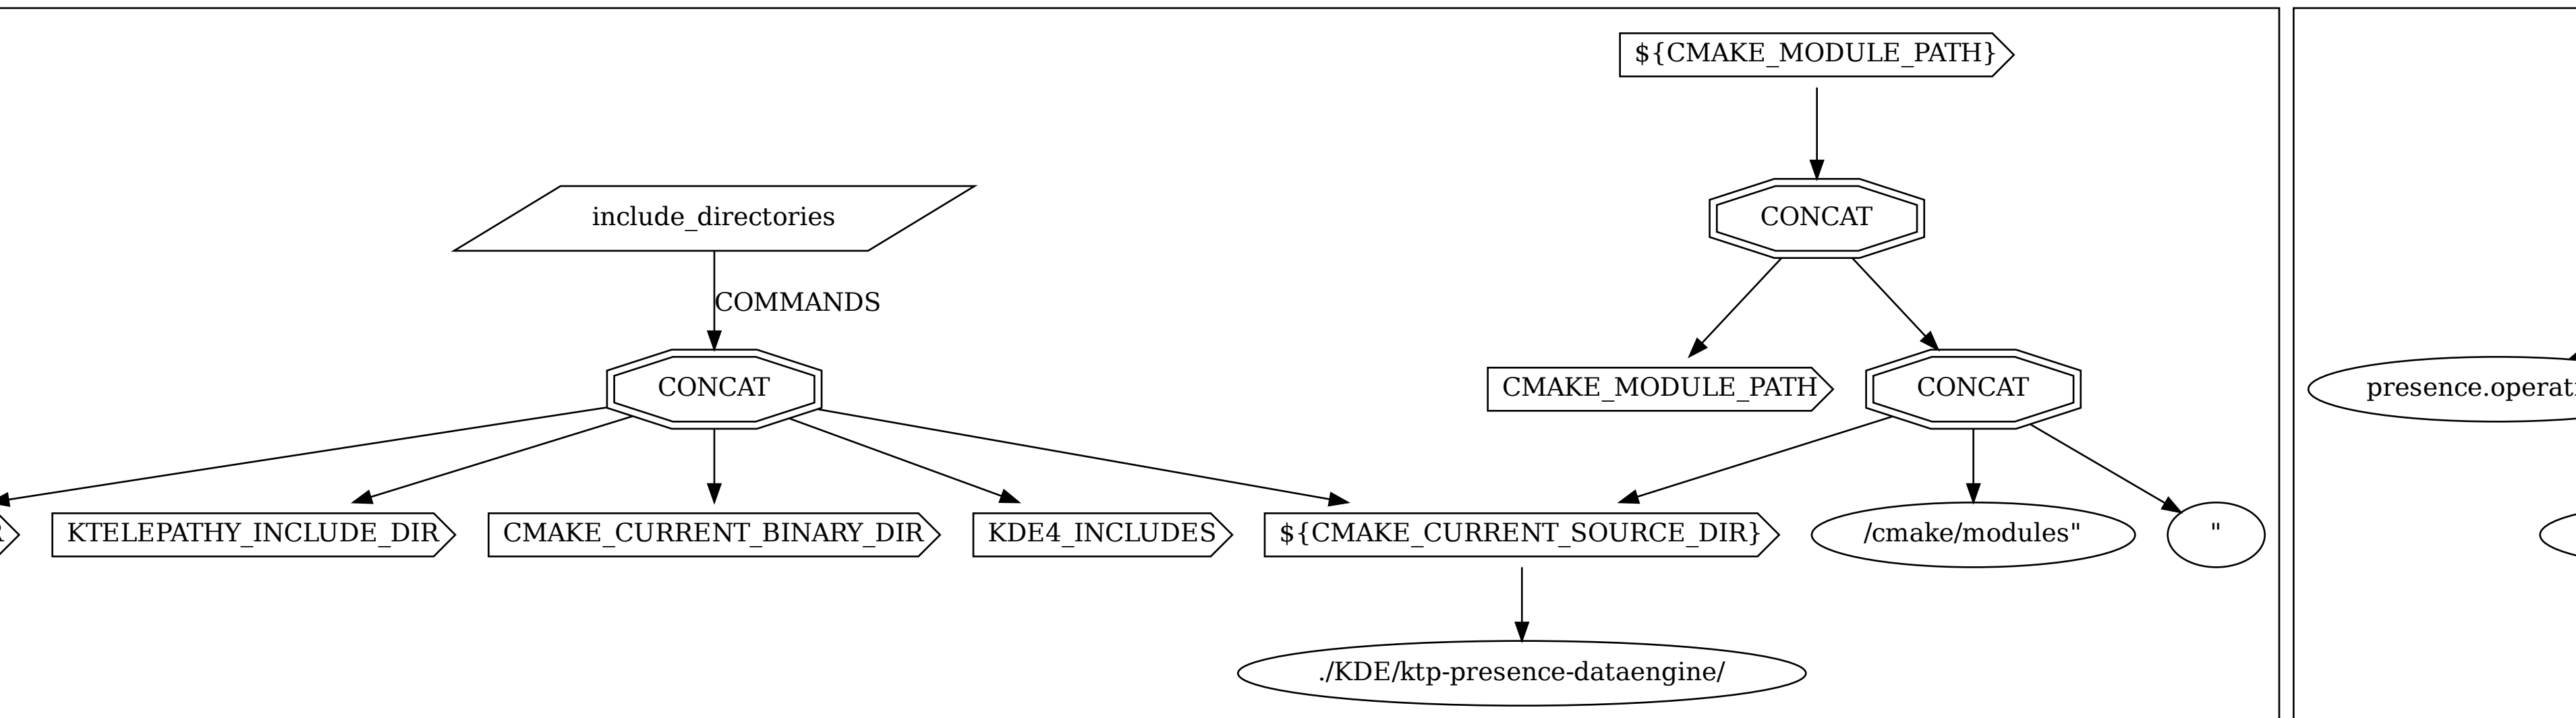 ${CMAKE_MODULE_PATH}
include_directories
CONCAT
COMMANDS
CONCAT
CMAKE_MODULE_PATH
CONCAT
KTELEPATHY_INCLUDE_DIR
CMAKE_CURRENT_BINARY_DIR
KDE4_INCLUDES
${CMAKE_CURRENT_SOURCE_DIR}
/cmake/modules"
"
./KDE/ktp-presence-dataengine/